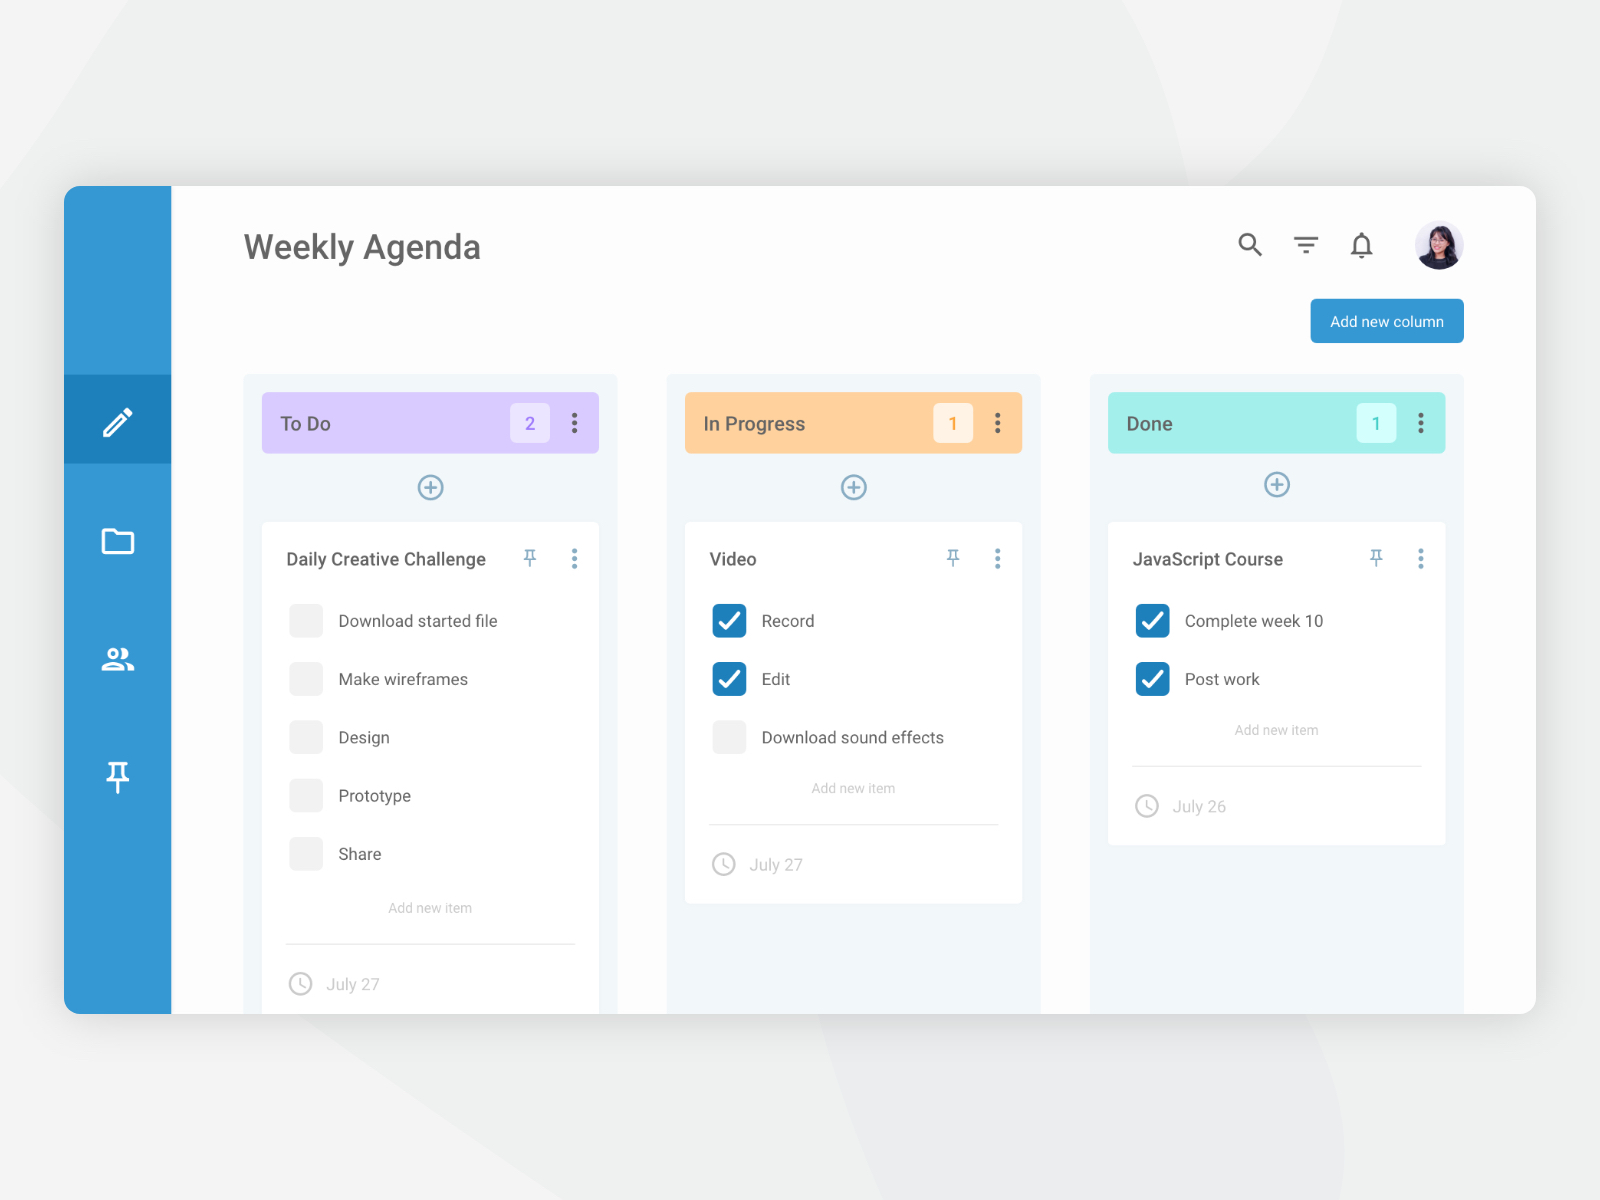 Weekly Agenda
Add new column
To Do 2
Daily Creative Challenge
Download started file
Make wireframes
Design
Prototype
Share
Add new item
July 27
In Progress 1
Video
Record
Edit
Download sound effects
Add new item
July 27
Done 1
JavaScript Course
Complete week 10
Post work
Add new item
July 26